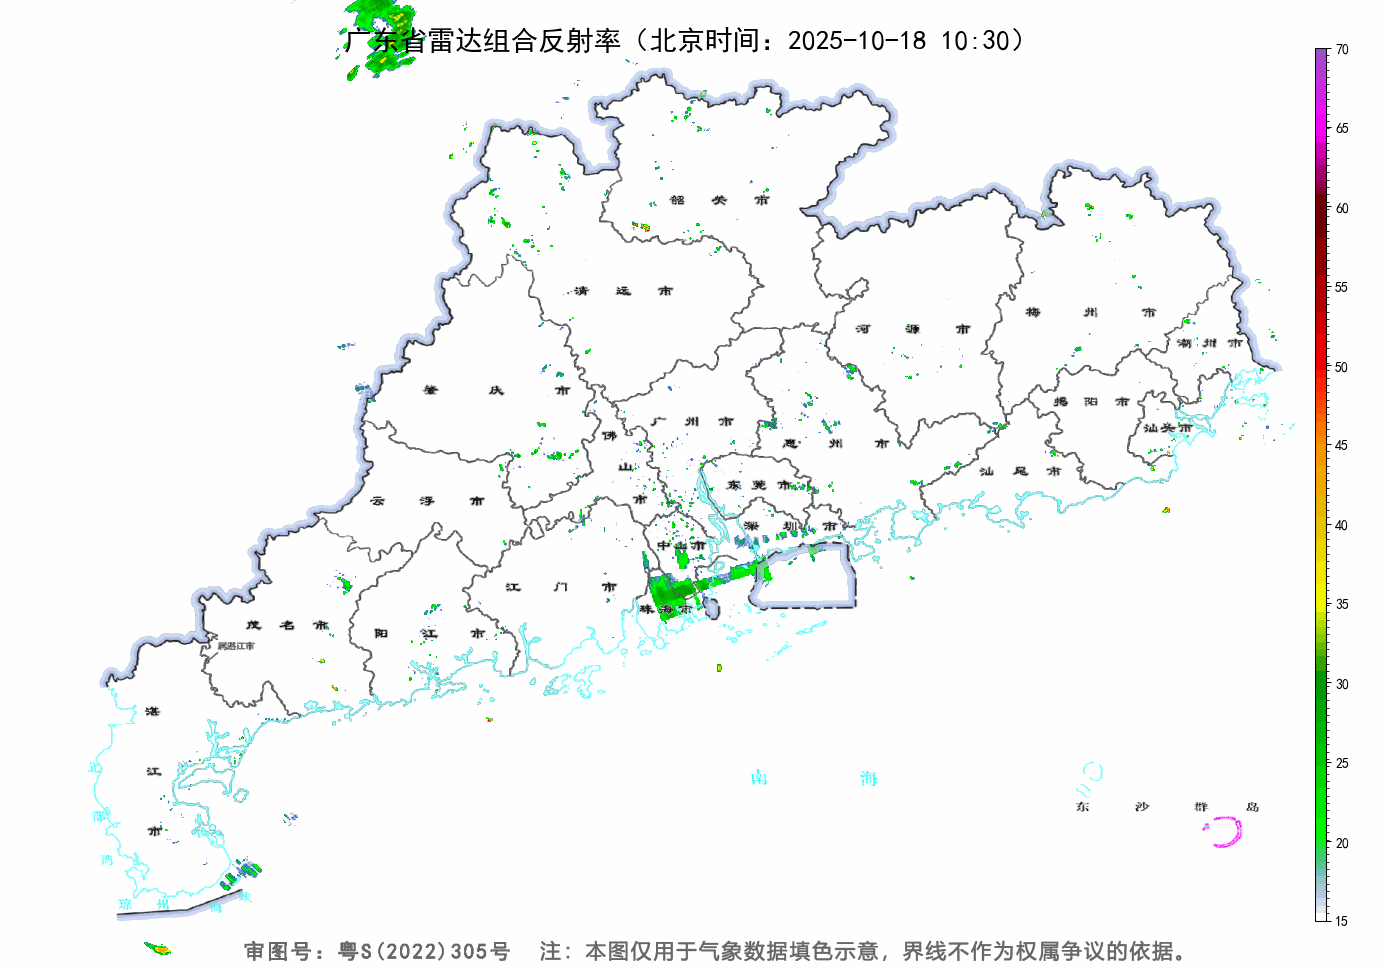 广东省雷达组合反射率（北京时间：2025-10-18 10:30）
70
65
60
55
50
45
40
35
30
25
20
15
韶关市
清远市
河源市
梅州市
潮州市
肇庆市
广州市
佛山市
惠州市
揭阳市
汕头市
汕尾市
云浮市
东莞市
深圳市
中山市
江门市
珠海市
茂名市
属湛江市
阳江市
湛江市
南海
东沙群岛
北部湾
琼州海峡
审图号：粤S(2022)305号 注：本图仅用于气象数据填色示意，界线不作为权属争议的依据。